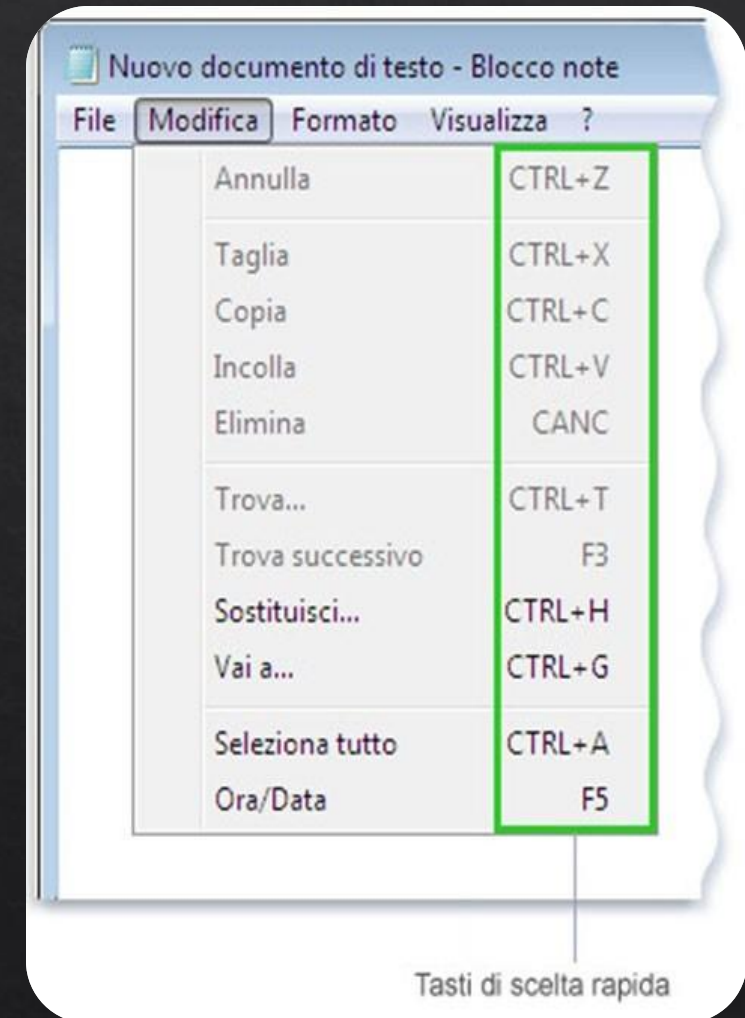 Nuovo documento di testo - Blocco note
File Modifica Formato Visualizza ?
Annulla CTRL+Z
Taglia CTRL+X
Copia CTRL+C
Incolla CTRL+V
Elimina CANC
Trova... CTRL+T
Trova successivo F3
Sostituisci... CTRL+H
Vai a... CTRL+G
Seleziona tutto CTRL+A
Ora/Data F5
Tasti di scelta rapida